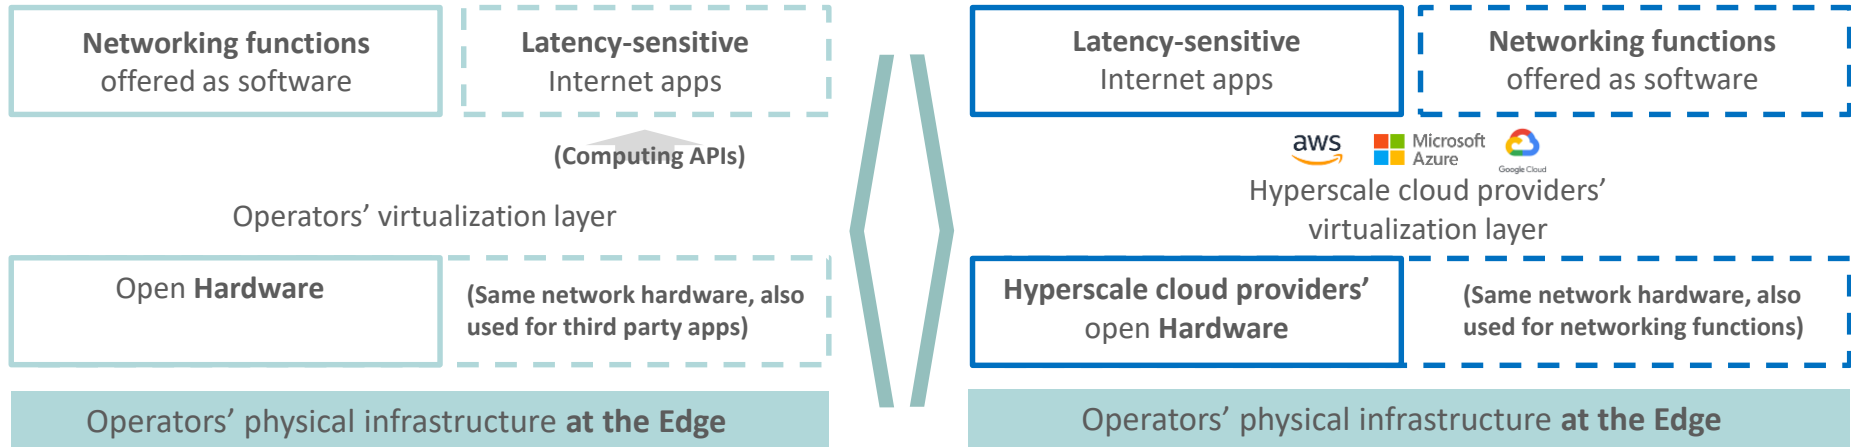 Networking functions
offered as software
Latency-sensitive
Internet apps
(Computing APIs)
Operators’ virtualization layer
Open Hardware
(Same network hardware, also
used for third party apps)
Operators’ physical infrastructure at the Edge
Latency-sensitive
Internet apps
Networking functions
offered as software
aws
Microsoft
Azure
Google Cloud
Hyperscale cloud providers’
virtualization layer
Hyperscale cloud providers’
open Hardware
(Same network hardware, also
used for networking functions)
Operators’ physical infrastructure at the Edge